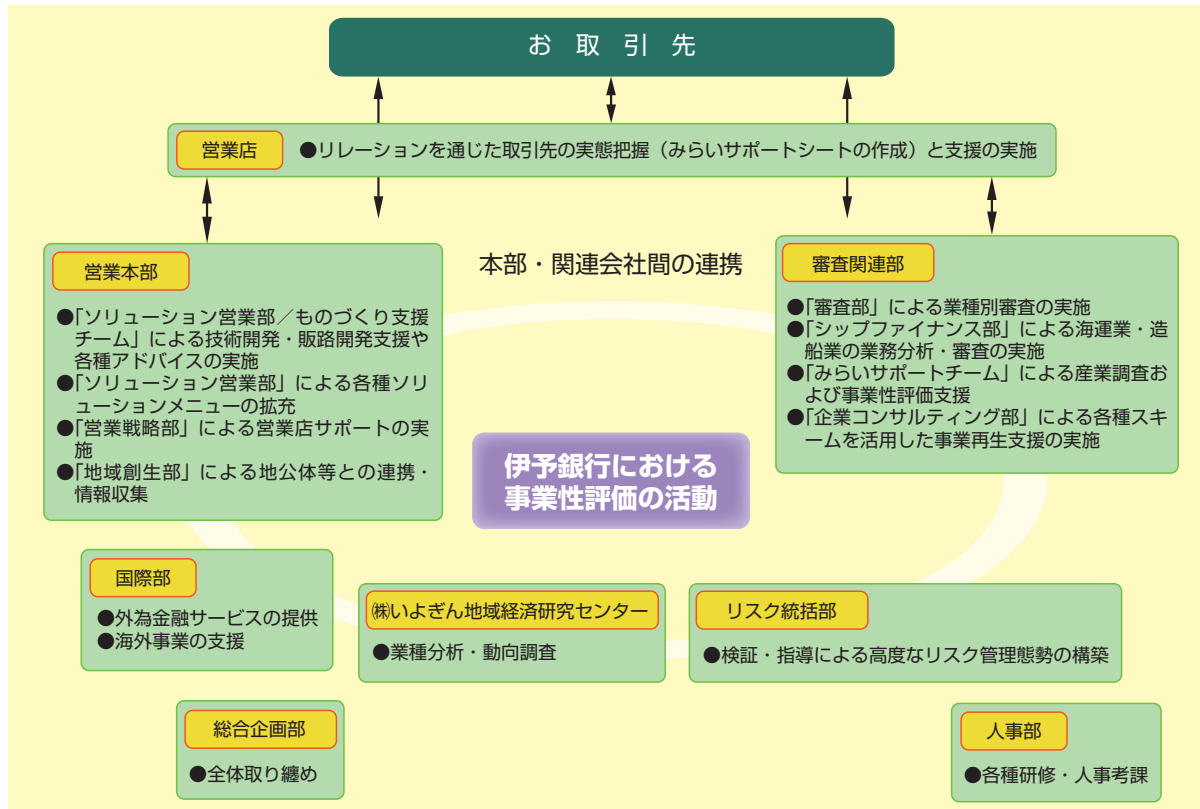 お取引先
営業店
●リレーションを通じた取引先の実態把握(みらいサポートシートの作成)と支援の実施
営業本部
●「ソリューション営業部/ものづくり支援
チーム」による技術開発・販路開発支援や
各種アドバイスの実施
●「ソリューション営業部」による各種ソリ
ューションメニューの拡充
●「営業戦略部」による営業店サポートの実
施
●「地域創生部」による地公体等との連携・
情報収集
本部・関連会社間の連携
審査関連部
●「審査部」による業種別審査の実施
●「シップファイナンス部」による海運業・造
船業の業務分析・審査の実施
●「みらいサポートチーム」による産業調査お
よび事業性評価支援
●「企業コンサルティング部」による各種スキ
ームを活用した事業再生支援の実施
伊予銀行における
事業性評価の活動
国際部
●外為金融サービスの提供
●海外事業の支援
㈱いよぎん地域経済研究センター
●業種分析・動向調査
リスク統括部
●検証・指導による高度なリスク管理態勢の構築
総合企画部
●全体取り纏め
人事部
●各種研修・人事考課